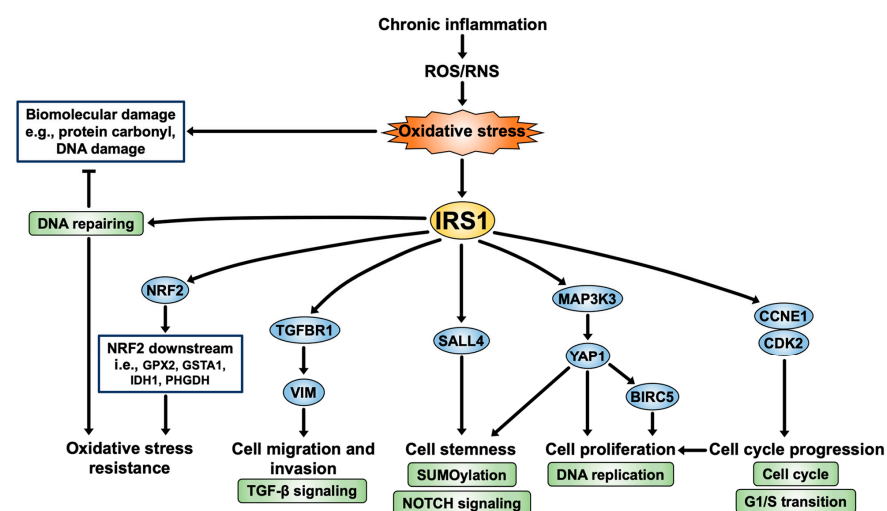 Chronic inflammation
ROS/RNS
Oxidative stress
Biomolecular damage
e.g., protein carbonyl,
DNA damage
DNA repairing
IRS1
NRF2
NRF2 downstream
i.e., GPX2, GSTA1,
IDH1, PHGDH
Oxidative stress
resistance
TGFBR1
VIM
Cell migration and
invasion
TGF-β signaling
SALL4
Cell stemness
SUMOylation
NOTCH signaling
MAP3K3
YAP1
BIRC5
Cell proliferation
DNA replication
CCNE1
CDK2
Cell cycle progression
Cell cycle
G1/S transition